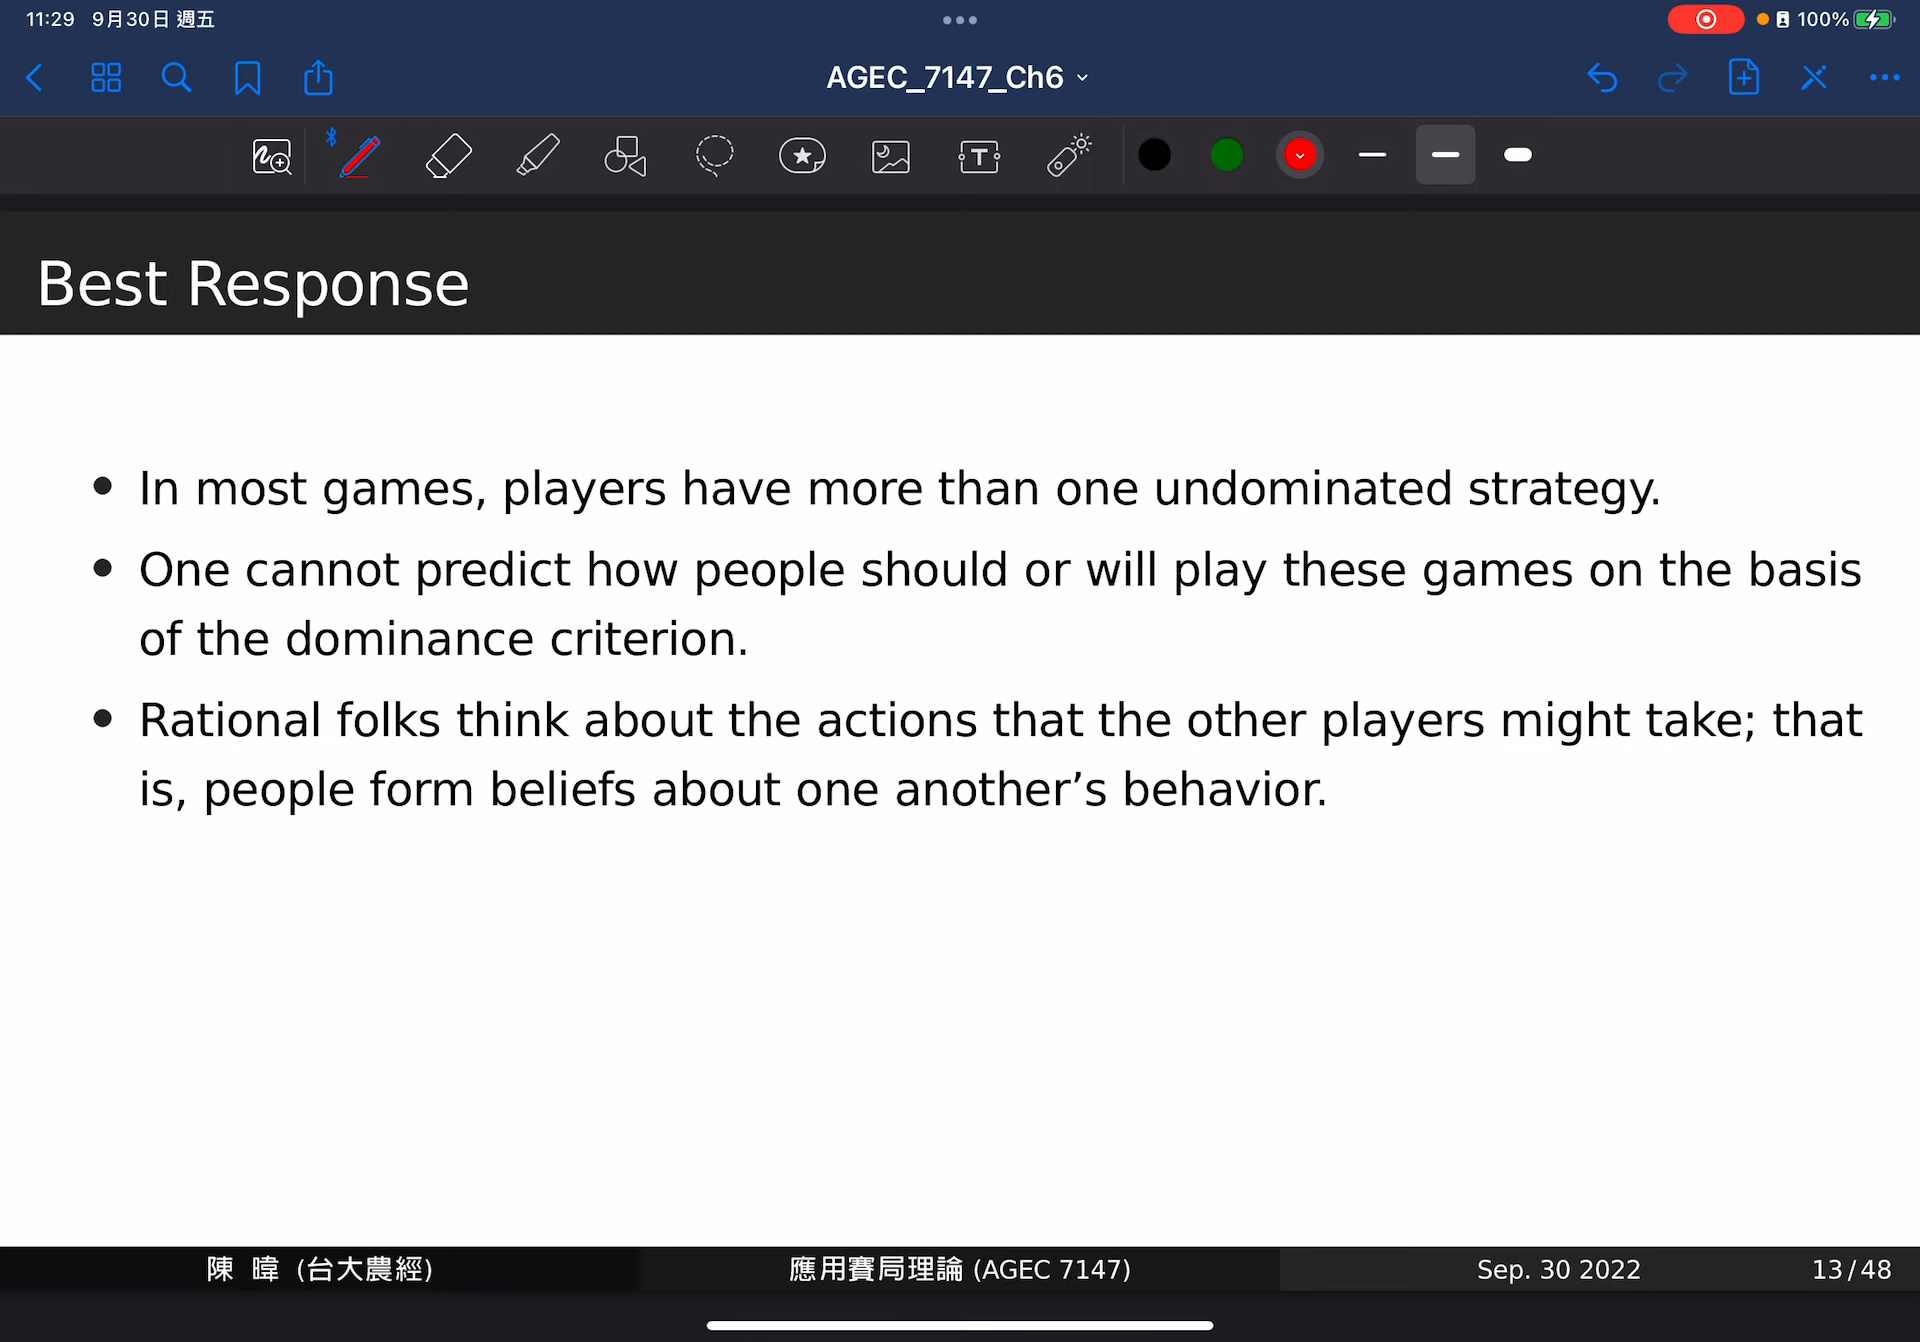 11:29 9月30日 週五
100%
AGEC_7147_Ch6
T
Best Response
In most games, players have more than one undominated strategy.
One cannot predict how people should or will play these games on the basis
of the dominance criterion.
Rational folks think about the actions that the other players might take; that
is, people form beliefs about one another’s behavior.
陳 暐 (台大農經)
應用賽局理論 (AGEC 7147)
Sep. 30 2022
13/48